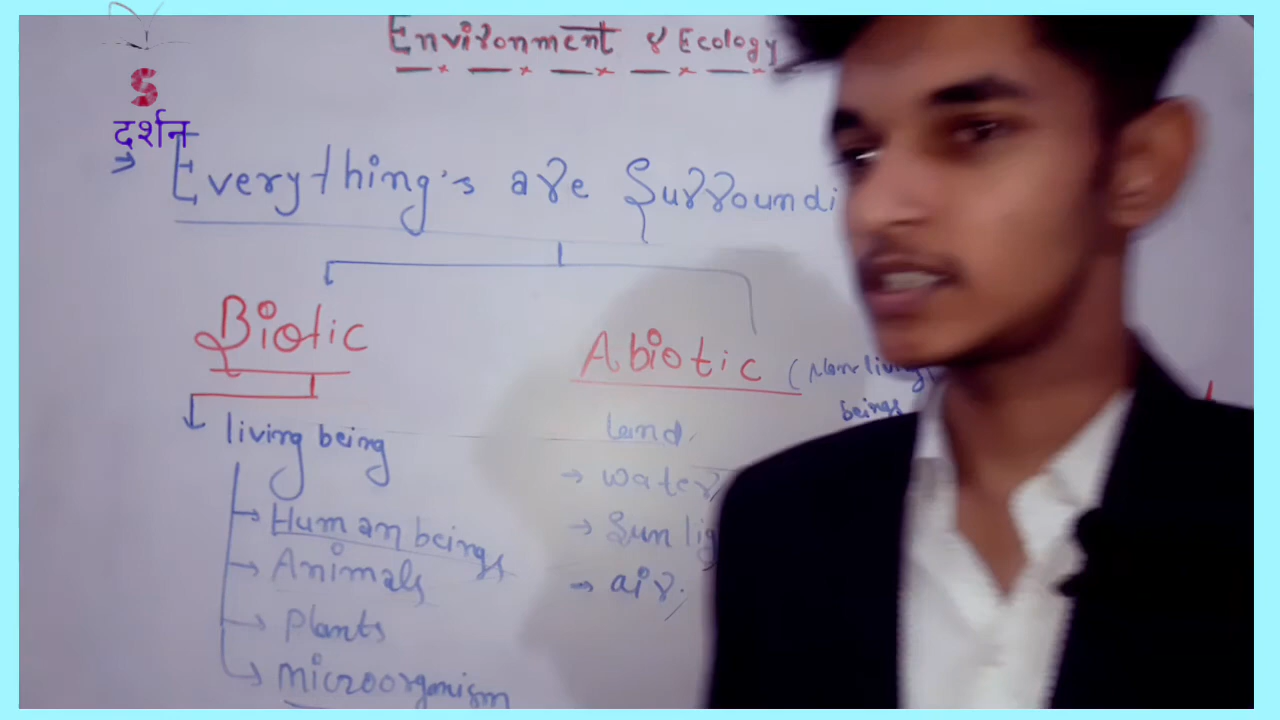 Environment & Ecology
S
दर्शन
→ Everything's are Surroundi
Biotic
Abiotic (Non living
beings
living being
land.
→ water
→ Human beings
→ Sun lig
→ Animals
→ air.
→ Plants
→ microorganism